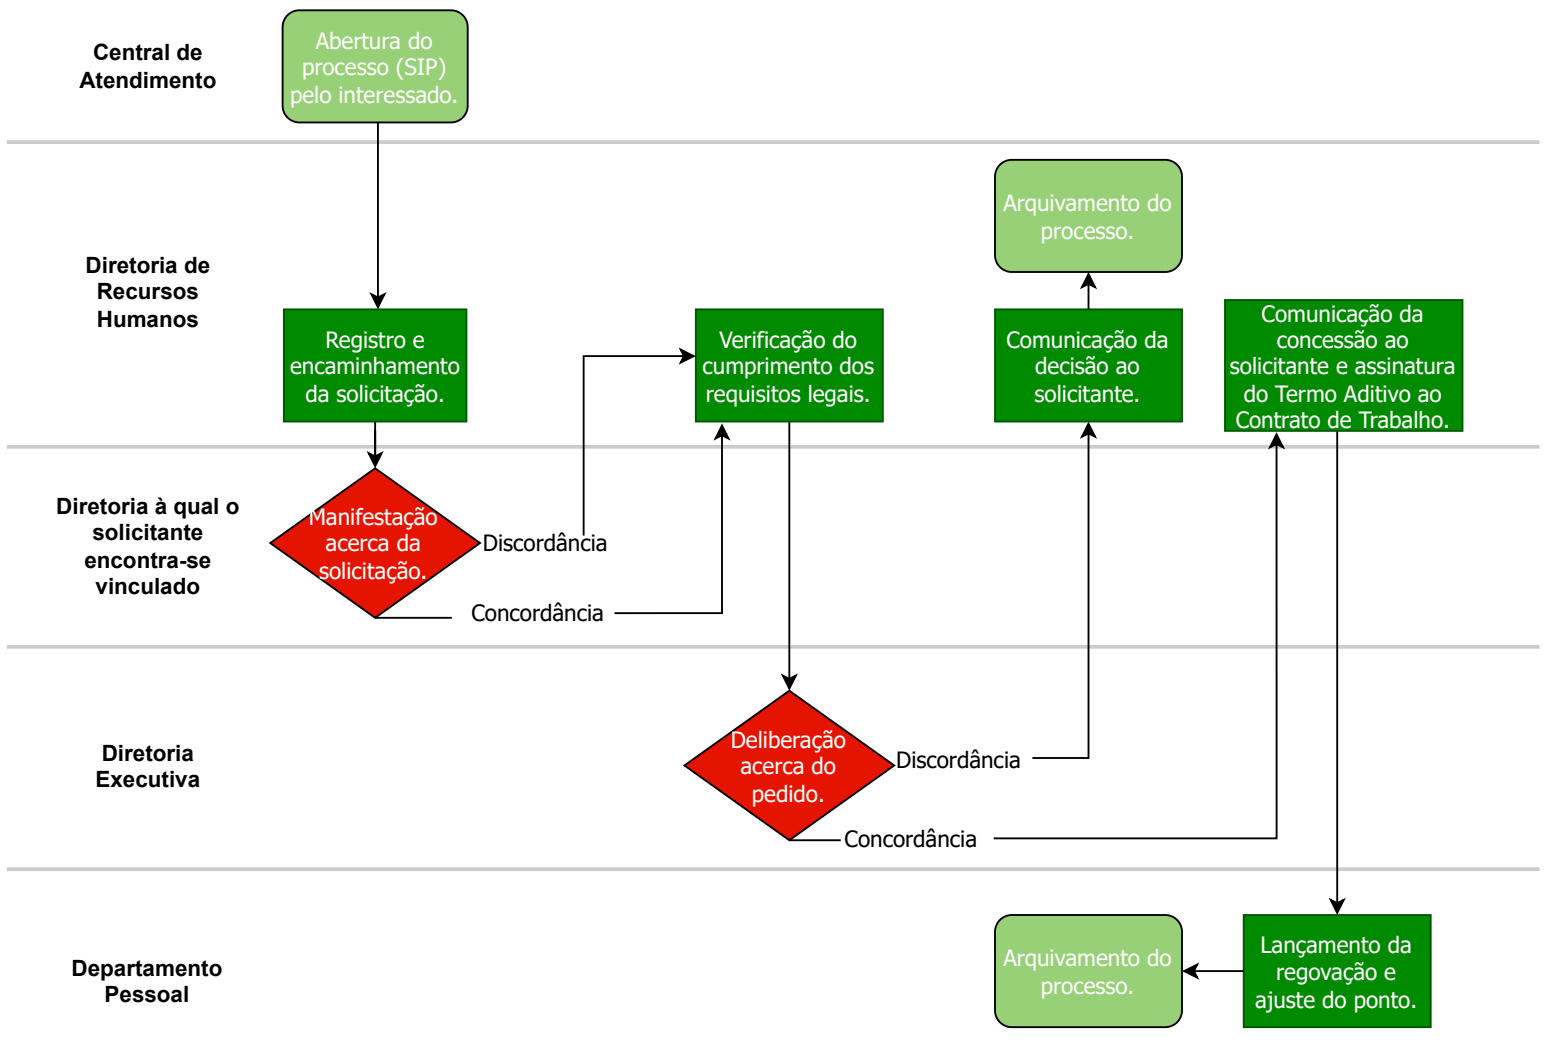 Central de
Atendimento
Abertura do
processo (SIP)
pelo interessado.
Diretoria de
Recursos
Humanos
Arquivamento do
processo.
Registro e
encaminhamento
da solicitação.
Verificação do
cumprimento dos
requisitos legais.
Comunicação da
decisão ao
solicitante.
Comunicação da
concessão ao
solicitante e assinatura
do Termo Aditivo ao
Contrato de Trabalho.
Diretoria à qual o
solicitante
encontra-se
vinculado
Manifestação
acerca da
solicitação.
Discordância
Concordância
Diretoria
Executiva
Deliberação
acerca do
pedido.
Discordância
Concordância
Departamento
Pessoal
Arquivamento do
processo.
Lançamento da
regovação e
ajuste do ponto.